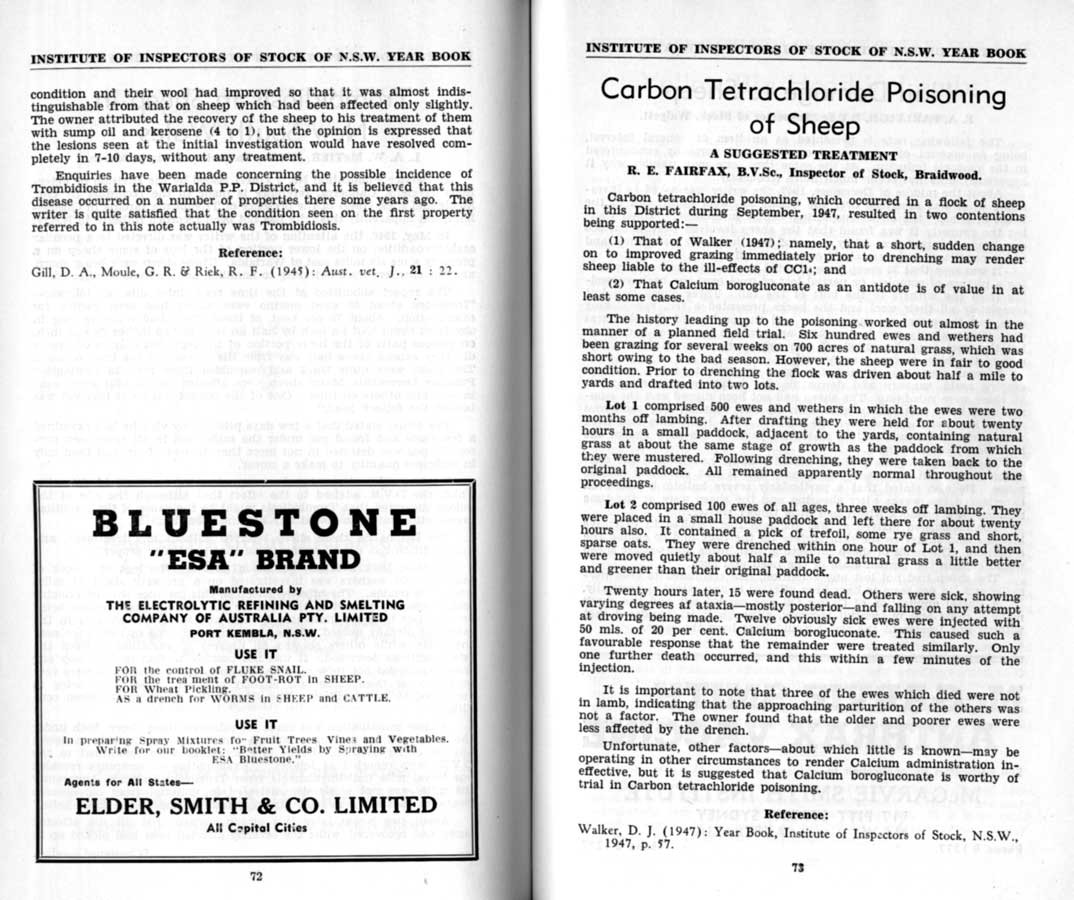 INSTITUTE OF INSPECTORS OF STOCK OF N.S.W. YEAR BOOK
condition and their wool had improved so that it was almost indis-
tinguishable from that on sheep which had been affected only slightly.
The owner attributed the recovery of the sheep to his treatment of them
with sump oil and kerosene (4 to 1), but the opinion is expressed that
the lesions seen at the initial investigation would have resolved com-
pletely in 7-10 days, without any treatment.
Enquiries have been made concerning the possible incidence of
Trombidiosis in the Warialda P.P. District, and it is believed that this
disease occurred on a number of properties there some years ago. The
writer is quite satisfied that the condition seen on the first property
referred to in this note actually was Trombidiosis.
Reference:
Gill, D. A., Moule, G. R. & Riek, R. F. (1945): Aust. vet. J., 21 : 22.
BLUESTONE
"ESA" BRAND
Manufactured by
THE ELECTROLYTIC REFINING AND SMELTING
COMPANY OF AUSTRALIA PTY. LIMITED
PORT KEMBLA, N.S.W.
USE IT
FOR the control of FLUKE SNAIL.
FOR the trea ment of FOOT-ROT in SHEEP.
FOR Wheat Pickling.
AS a drench for WORMS in SHEEP and CATTLE.
USE IT
In prepar'ng Spray Mixtures fo- Fruit Trees Vines and Vegetables.
Write for our booklet: "Better Yields by Spraying with
ESA Bluestone."
Agents for All States—
ELDER, SMITH & CO. LIMITED
All Capital Cities
72
INSTITUTE OF INSPECTORS OF STOCK OF N.S.W. YEAR BOOK
Carbon Tetrachloride Poisoning
of Sheep
A SUGGESTED TREATMENT
R. E. FAIRFAX, B.V.Sc., Inspector of Stock, Braidwood.
Carbon tetrachloride poisoning, which occurred in a flock of sheep
in this District during September, 1947, resulted in two contentions
being supported:—
(1) That of Walker (1947); namely, that a short, sudden change
on to improved grazing immediately prior to drenching may render
sheep liable to the ill-effects of CC14; and
(2) That Calcium borogluconate as an antidote is of value in at
least some cases.
The history leading up to the poisoning worked out almost in the
manner of a planned field trial. Six hundred ewes and wethers had
been grazing for several weeks on 700 acres of natural grass, which was
short owing to the bad season. However, the sheep were in fair to good
condition. Prior to drenching the flock was driven about half a mile to
yards and drafted into two lots.
Lot 1 comprised 500 ewes and wethers in which the ewes were two
months off lambing. After drafting they were held for about twenty
hours in a small paddock, adjacent to the yards, containing natural
grass at about the same stage of growth as the paddock from which
they were mustered. Following drenching, they were taken back to the
original paddock. All remained apparently normal throughout the
proceedings.
Lot 2 comprised 100 ewes of all ages, three weeks off lambing. They
were placed in a small house paddock and left there for about twenty
hours also. It contained a pick of trefoil, some rye grass and short,
sparse oats. They were drenched within one hour of Lot 1, and then
were moved quietly about half a mile to natural grass a little better
and greener than their original paddock.
Twenty hours later, 15 were found dead. Others were sick, showing
varying degrees af ataxia—mostly posterior—and falling on any attempt
at droving being made. Twelve obviously sick ewes were injected with
50 mls. of 20 per cent. Calcium borogluconate. This caused such a
favourable response that the remainder were treated similarly. Only
one further death occurred, and this within a few minutes of the
injection.
It is important to note that three of the ewes which died were not
in lamb, indicating that the approaching parturition of the others was
not a factor. The owner found that the older and poorer ewes were
less affected by the drench.
Unfortunate, other factors—about which little is known—may be
operating in other circumstances to render Calcium administration in-
effective, but it is suggested that Calcium borogluconate is worthy of
trial in Carbon tetrachloride poisoning.
Reference:
Walker, D. J. (1947): Year Book, Institute of Inspectors of Stock, N.S.W.,
1947, p. 57.
73